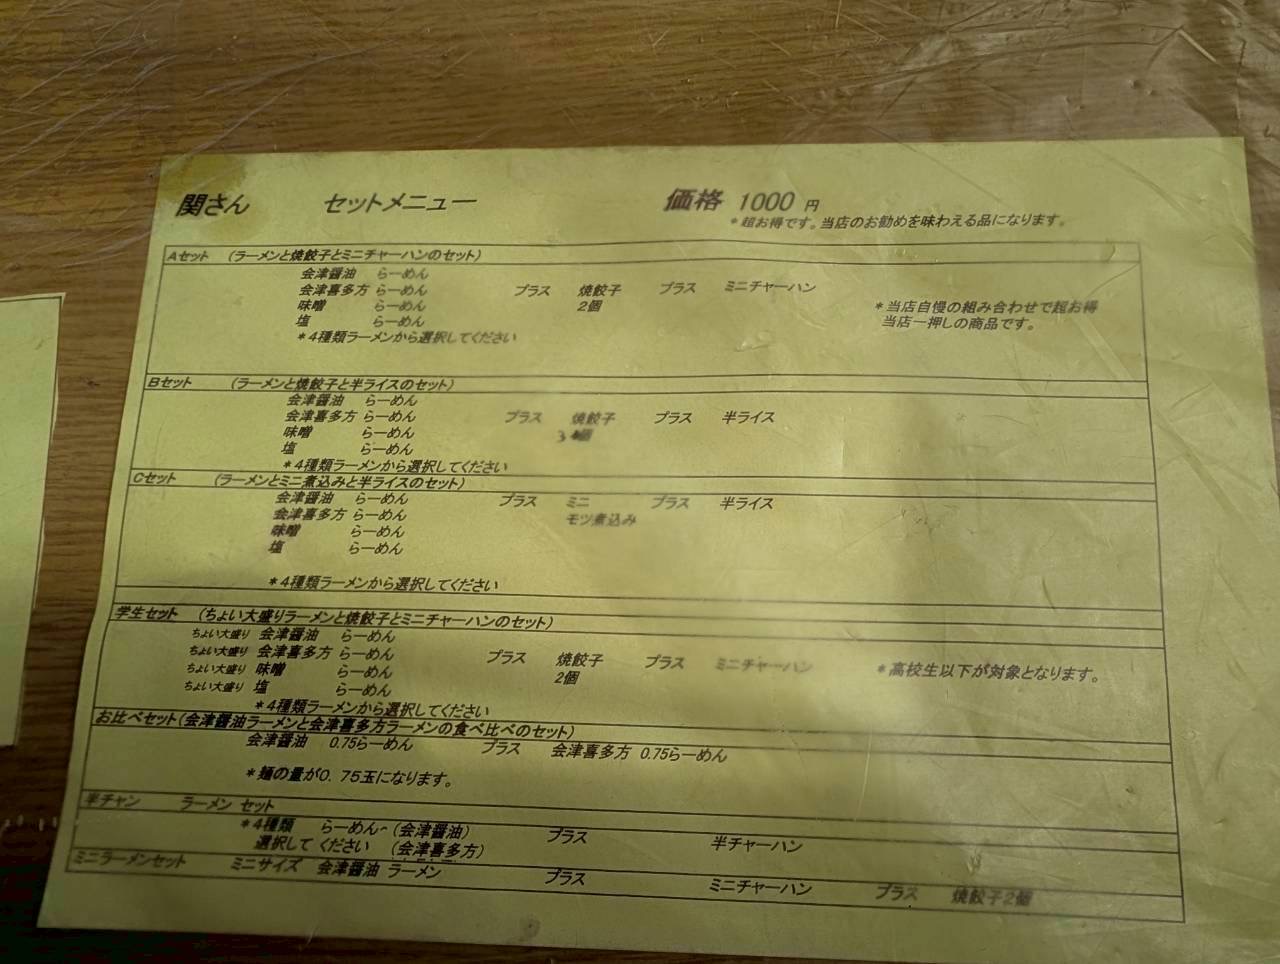 関さん セットメニュー 価格 1000 円
*超お得です。当店のお勧めを味わえる品になります。
Aセット (ラーメンと焼餃子とミニチャーハンのセット)
会津醤油 らーめん
会津喜多方 らーめん プラス 焼餃子 プラス ミニチャーハン
味噌 らーめん 2個 *当店自慢の組み合わせで超お得
塩 らーめん 当店一押しの商品です。
*4種類ラーメンから選択してください
Bセット (ラーメンと焼餃子と半ライスのセット)
会津醤油 らーめん
会津喜多方 らーめん プラス 焼餃子 プラス 半ライス
味噌 らーめん 3個
塩 らーめん
*4種類ラーメンから選択してください
Cセット (ラーメンとミニ煮込みと半ライスのセット)
会津醤油 らーめん プラス ミニ プラス 半ライス
会津喜多方 らーめん モツ煮込み
味噌 らーめん
塩 らーめん
*4種類ラーメンから選択してください
学生セット (ちょい大盛りラーメンと焼餃子とミニチャーハンのセット)
ちょい大盛り 会津醤油 らーめん
ちょい大盛り 会津喜多方 らーめん プラス 焼餃子 プラス ミニチャーハン *高校生以下が対象となります。
ちょい大盛り 味噌 らーめん 2個
ちょい大盛り 塩 らーめん
*4種類ラーメンから選択してください
お比べセット(会津醤油ラーメンと会津喜多方ラーメンの食べ比べのセット)
会津醤油 0.75らーめん プラス 会津喜多方 0.75らーめん
*麺の量が0.75玉になります。
半チャン ラーメン セット
*4種類 らーめん (会津醤油) プラス 半チャーハン
選択して ください (会津喜多方)
ミニラーメンセット ミニサイズ 会津醤油 ラーメン プラス ミニチャーハン プラス 焼餃子2個